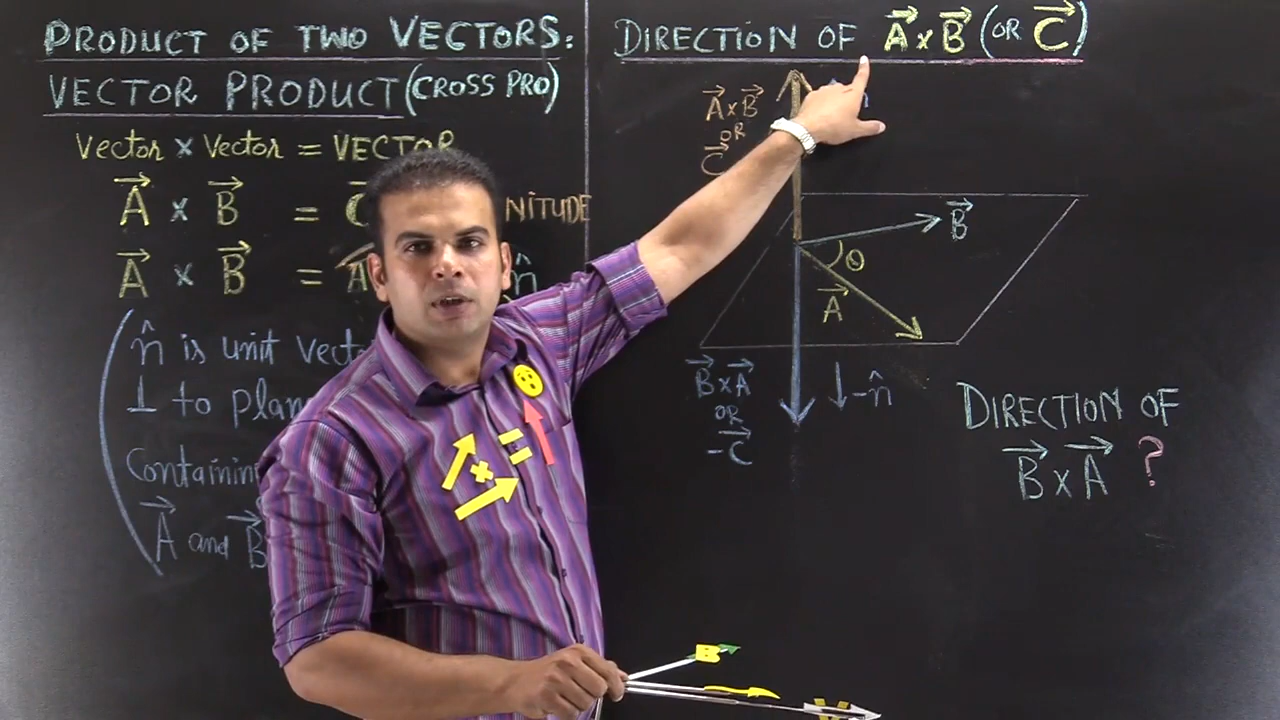 PRODUCT OF TWO VECTORS:
VECTOR PRODUCT (CROSS PRO)
Vector × Vector = VECTOR
A⃗ × B⃗ = C⃗ NITUDE
A⃗ × B⃗ = A n̂
n̂ is unit vect
⊥ to plan
Containin
A⃗ and B⃗
DIRECTION OF A⃗ × B⃗ (OR C⃗)
A⃗ × B⃗
OR
C⃗
B⃗
θ
A⃗
B⃗ × A⃗
OR
-C⃗
↓ -n̂
DIRECTION OF
B⃗ × A⃗ ?
× =
B